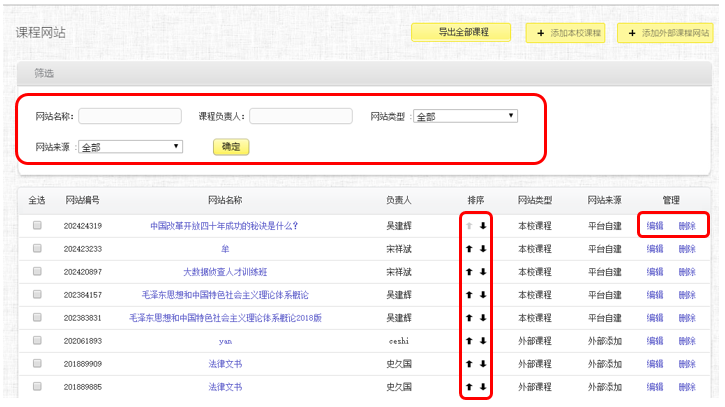 课程网站
导出全部课程 + 添加本校课程 + 添加外部课程网站
筛选
网站名称： 课程负责人： 网站类型：全部
网站来源：全部 确定
全选 网站编号 网站名称 负责人 排序 网站类型 网站来源 管理
202424319 中国改革开放四十年成功的秘诀是什么？ 吴建辉 本校课程 平台自建 编辑 删除
202423233 牟 宋祥斌 本校课程 平台自建 编辑 删除
202420897 大数据侦查人才训练班 宋祥斌 本校课程 平台自建 编辑 删除
202384157 毛泽东思想和中国特色社会主义理论体系概论 吴建辉 本校课程 平台自建 编辑 删除
202383831 毛泽东思想和中国特色社会主义理论体系概论2018版 吴建辉 本校课程 平台自建 编辑 删除
202061893 yan ceshi 外部课程 外部添加 编辑 删除
201889909 法律文书 史欠国 外部课程 外部添加 编辑 删除
201889885 法律文书 史欠国 外部课程 外部添加 编辑 删除